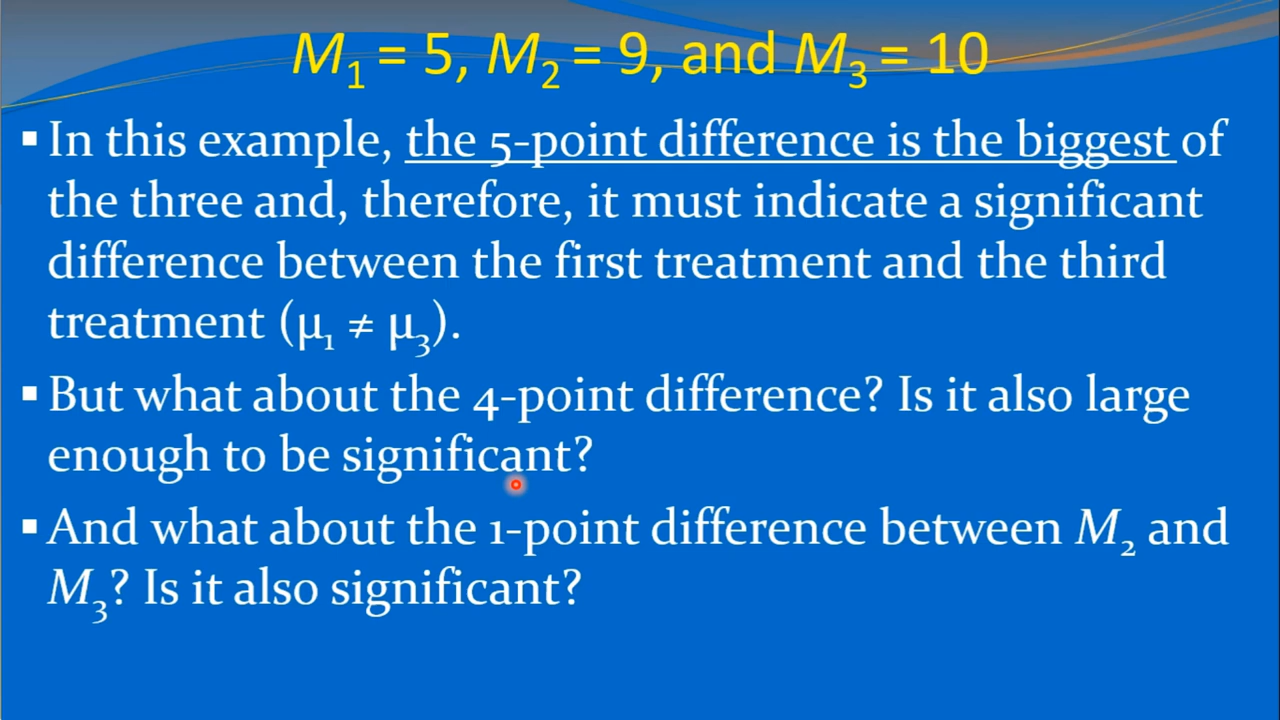 M₁ = 5, M₂ = 9, and M₃ = 10
▪ In this example, the 5-point difference is the biggest of
the three and, therefore, it must indicate a significant
difference between the first treatment and the third
treatment (μ₁ ≠ μ₃).
▪ But what about the 4-point difference? Is it also large
enough to be significant?
▪ And what about the 1-point difference between M₂ and
M₃? Is it also significant?